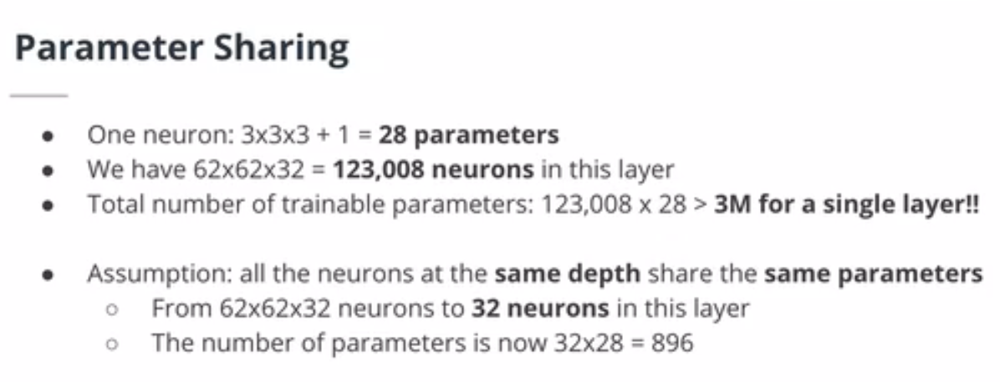 Parameter Sharing
● One neuron: 3x3x3 + 1 = 28 parameters
● We have 62x62x32 = 123,008 neurons in this layer
● Total number of trainable parameters: 123,008 x 28 > 3M for a single layer!!
● Assumption: all the neurons at the same depth share the same parameters
○ From 62x62x32 neurons to 32 neurons in this layer
○ The number of parameters is now 32x28 = 896